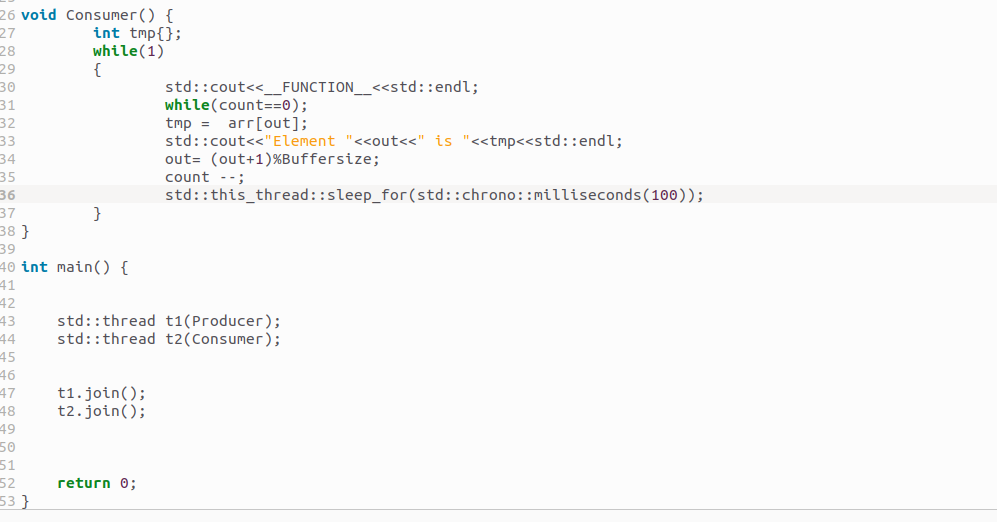 26 void Consumer() {
27 int tmp{};
28 while(1)
29 {
30 std::cout<<__FUNCTION__<<std::endl;
31 while(count==0);
32 tmp =  arr[out];
33 std::cout<<"Element "<<out<<" is "<<tmp<<std::endl;
34 out= (out+1)%Buffersize;
35 count --;
36 std::this_thread::sleep_for(std::chrono::milliseconds(100));
37 }
38 }
39
40 int main() {
41
42
43 std::thread t1(Producer);
44 std::thread t2(Consumer);
45
46
47 t1.join();
48 t2.join();
49
50
51
52 return 0;
53 }